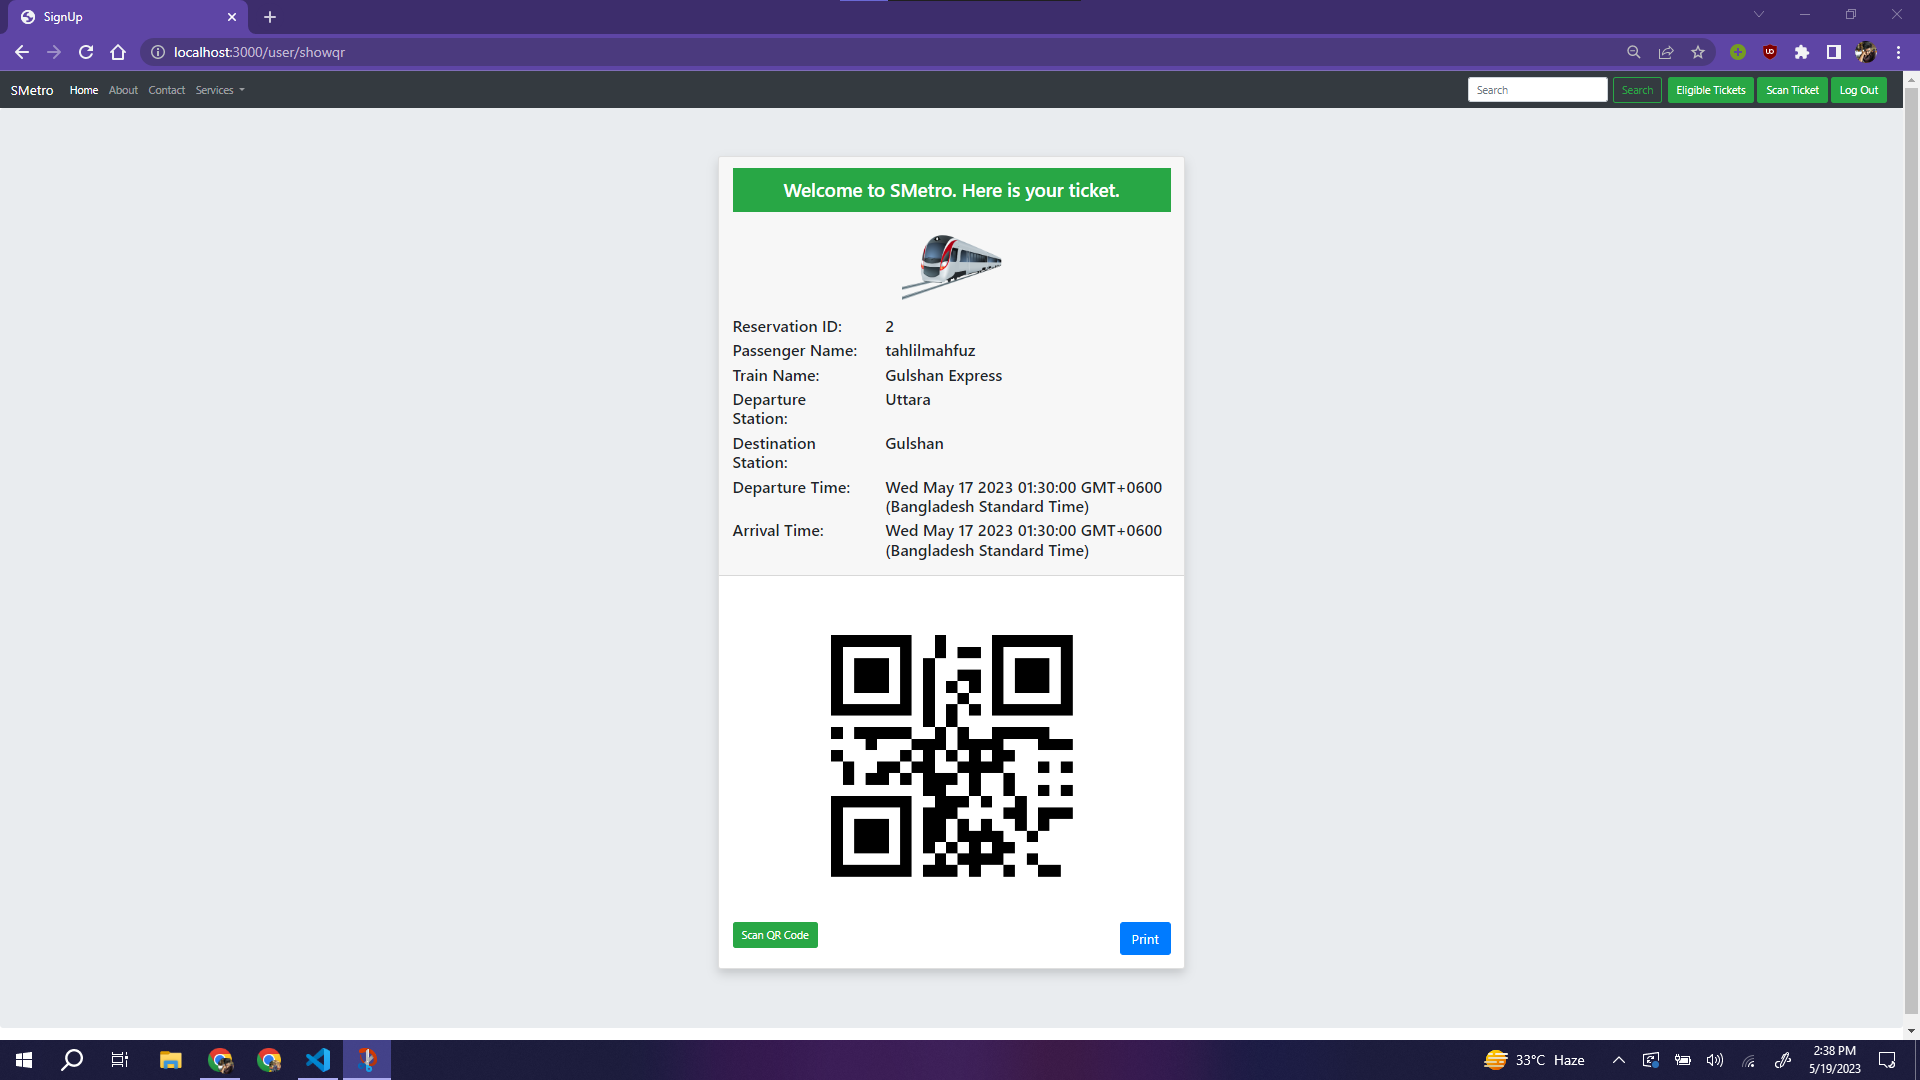 SignUp
localhost:3000/user/showqr
SMetro Home About Contact Services Search Search Eligible Tickets Scan Ticket Log Out
Welcome to SMetro. Here is your ticket.
Reservation ID: 2
Passenger Name: tahlilmahfuz
Train Name: Gulshan Express
Departure Uttara
Station:
Destination Gulshan
Station:
Departure Time: Wed May 17 2023 01:30:00 GMT+0600
(Bangladesh Standard Time)
Arrival Time: Wed May 17 2023 01:30:00 GMT+0600
(Bangladesh Standard Time)
Scan QR Code Print
33°C Haze
2:38 PM
5/19/2023